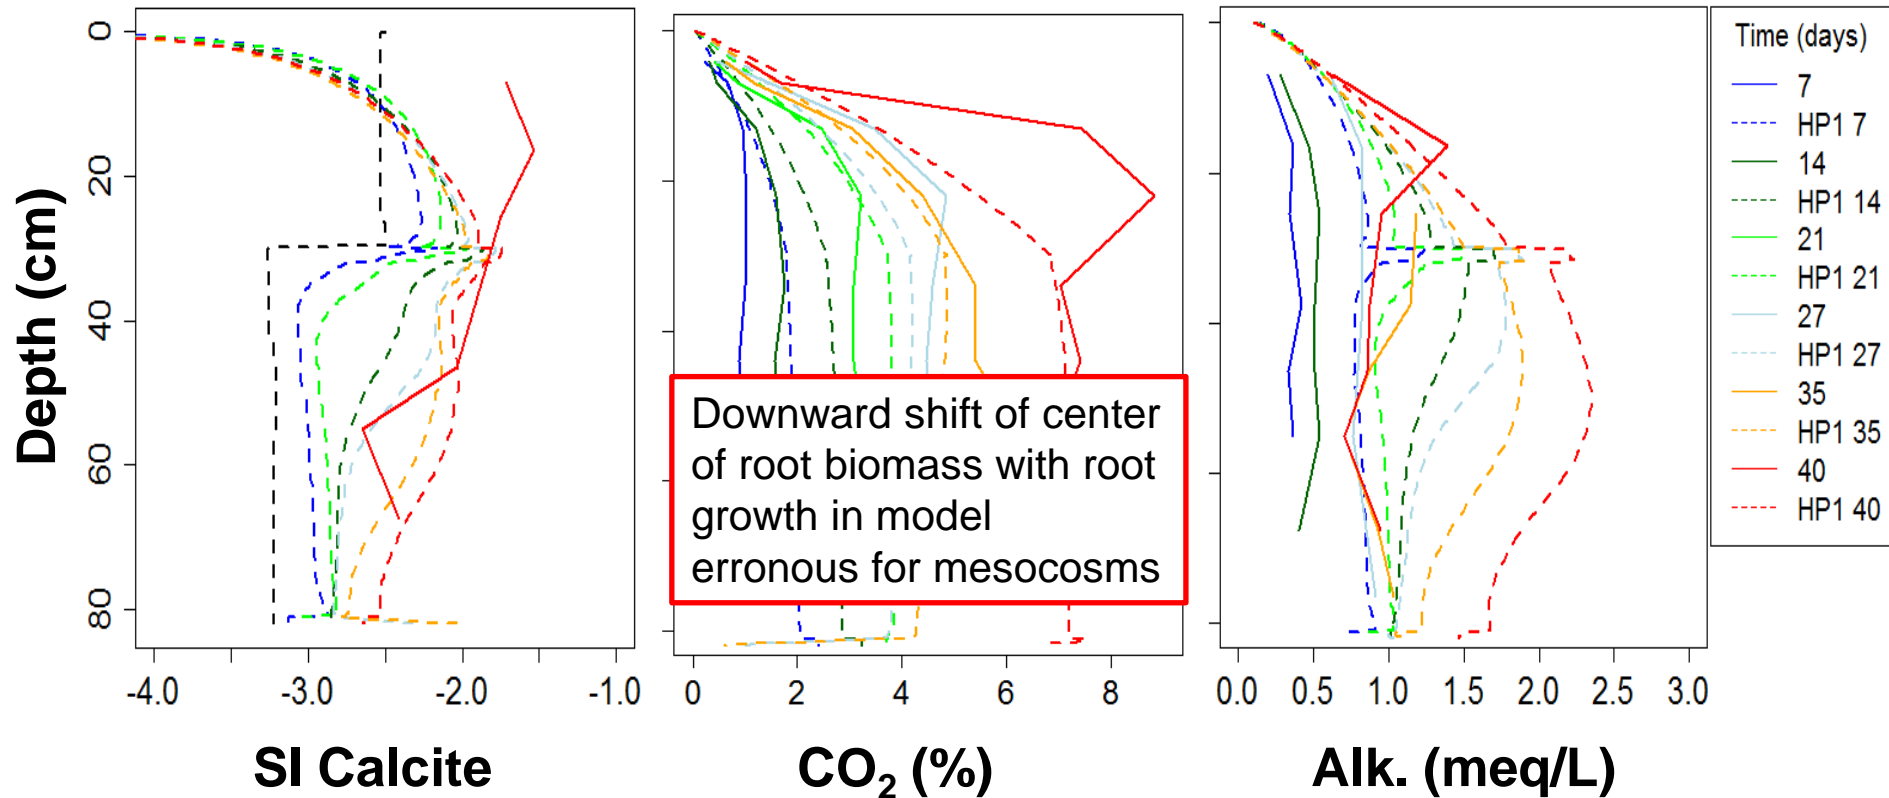 Depth (cm)
0
20
40
60
80
-4.0
-3.0
-2.0
-1.0
SI Calcite
0
2
4
6
8
CO₂ (%)
Downward shift of center
of root biomass with root
growth in model
erronous for mesocosms
0.0
0.5
1.0
1.5
2.0
2.5
3.0
Alk. (meq/L)
Time (days)
7
HP1 7
14
HP1 14
21
HP1 21
27
HP1 27
35
HP1 35
40
HP1 40